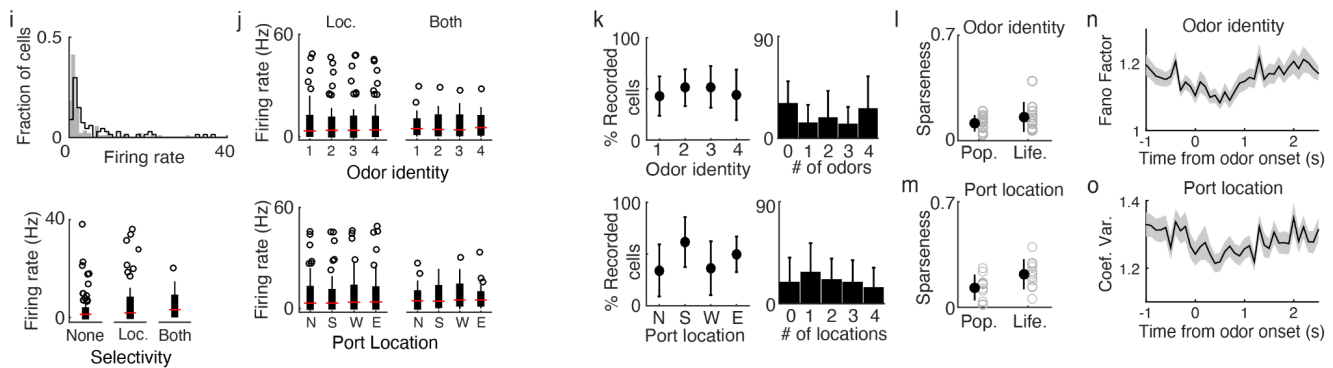 i
Fraction of cells
0.5
0
0
40
Firing rate
Firing rate (Hz)
40
0
None Loc. Both
Selectivity
j
Loc. Both
Firing rate (Hz)
60
0
1 2 3 4 1 2 3 4
Odor identity
Firing rate (Hz)
60
0
N S W E N S W E
Port Location
k
% Recorded
cells
100
0
1 2 3 4
Odor identity
90
0
0 1 2 3 4
# of odors
% Recorded
cells
100
0
N S W E
Port location
90
0
0 1 2 3 4
# of locations
l
Odor identity
Sparseness
0.7
0
Pop. Life.
m
Port location
Sparseness
0.7
0
Pop. Life.
n
Odor identity
Fano Factor
1.2
1
-1 0 1 2
Time from odor onset (s)
o
Port location
Coef. Var.
1.4
1.2
-1 0 1 2
Time from odor onset (s)